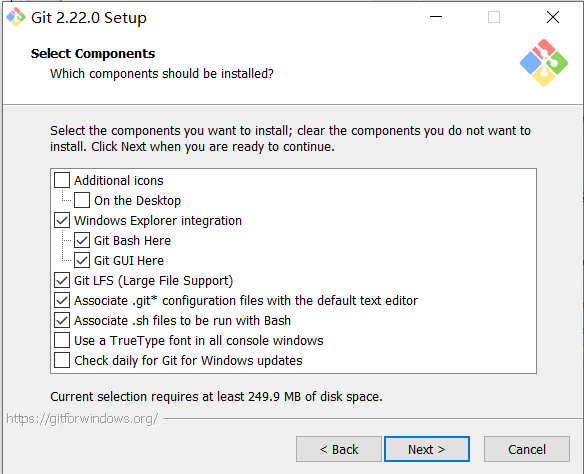 Git 2.22.0 Setup
Select Components
Which components should be installed?
Select the components you want to install; clear the components you do not want to
install. Click Next when you are ready to continue.
Additional icons
On the Desktop
Windows Explorer integration
Git Bash Here
Git GUI Here
Git LFS (Large File Support)
Associate .git* configuration files with the default text editor
Associate .sh files to be run with Bash
Use a TrueType font in all console windows
Check daily for Git for Windows updates
Current selection requires at least 249.9 MB of disk space.
https://gitforwindows.org/
< Back
Next >
Cancel